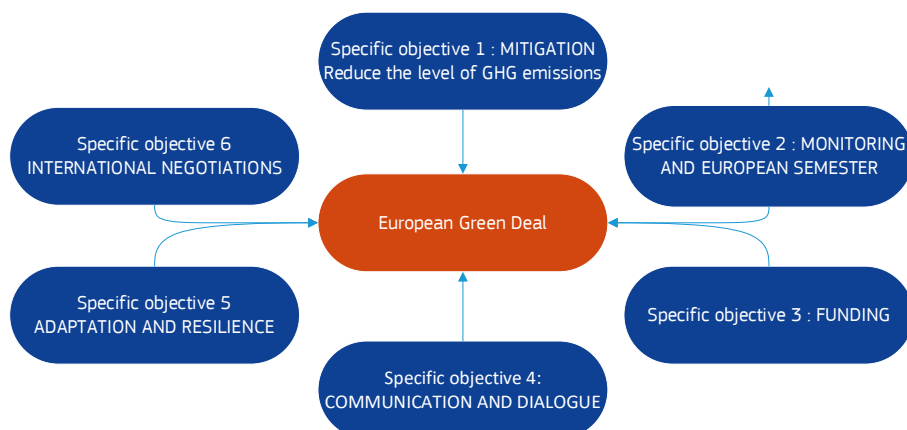 Specific objective 1 : MITIGATION
Reduce the level of GHG emissions
Specific objective 6
INTERNATIONAL NEGOTIATIONS
Specific objective 2 : MONITORING
AND EUROPEAN SEMESTER
European Green Deal
Specific objective 5
ADAPTATION AND RESILIENCE
Specific objective 3 : FUNDING
Specific objective 4:
COMMUNICATION AND DIALOGUE